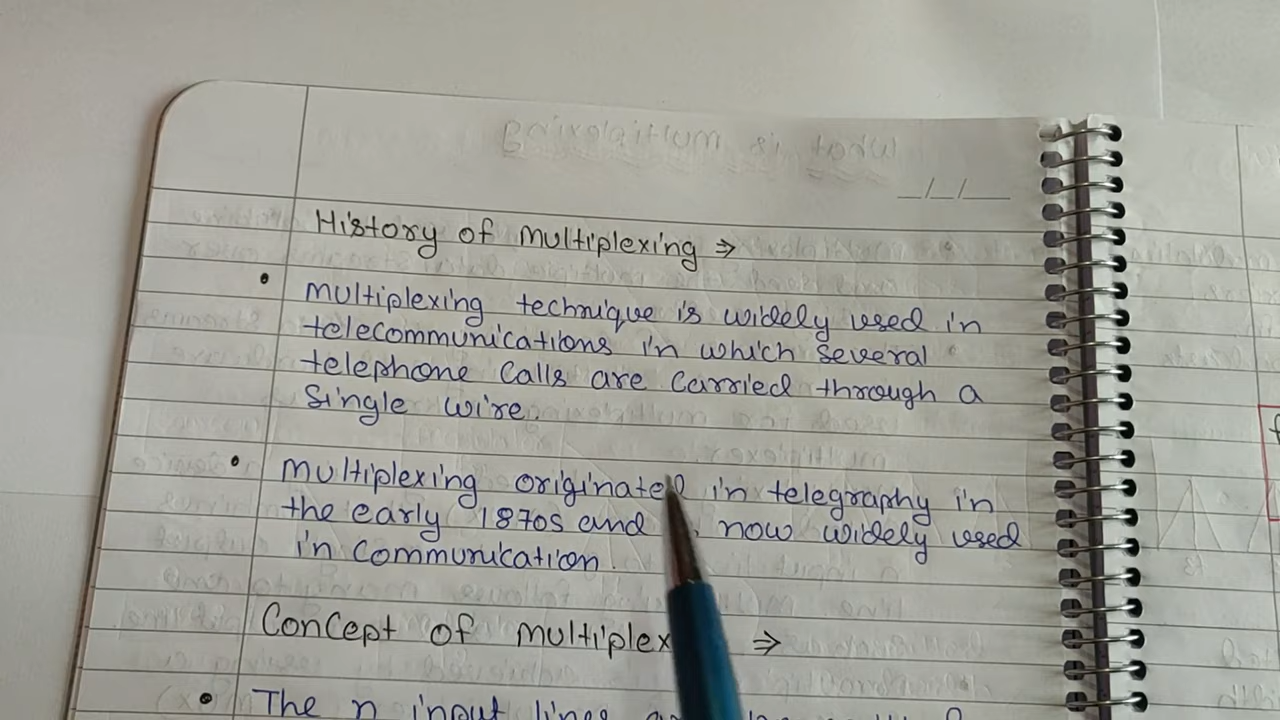 History of multiplexing ⇒
• multiplexing technique is widely used in
telecommunications in which several
telephone calls are carried through a
single wire.
• multiplexing originated in telegraphy in
the early 1870s and now widely used
in communication.
Concept of multiplex ⇒
• The n input lines